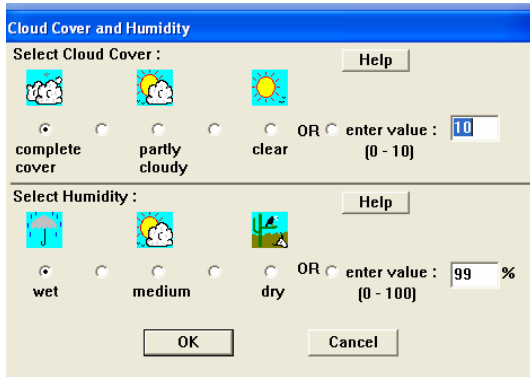 Cloud Cover and Humidity
Select Cloud Cover :
Help
OR enter value : 10
complete cover
partly cloudy
clear
(0 - 10)
Select Humidity :
Help
OR enter value : 99 %
wet
medium
dry
(0 - 100)
OK
Cancel